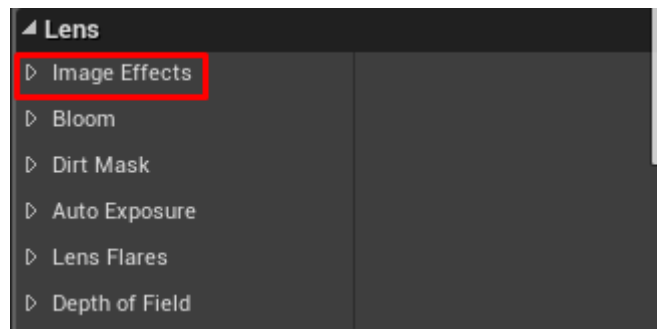 Lens
Image Effects
Bloom
Dirt Mask
Auto Exposure
Lens Flares
Depth of Field